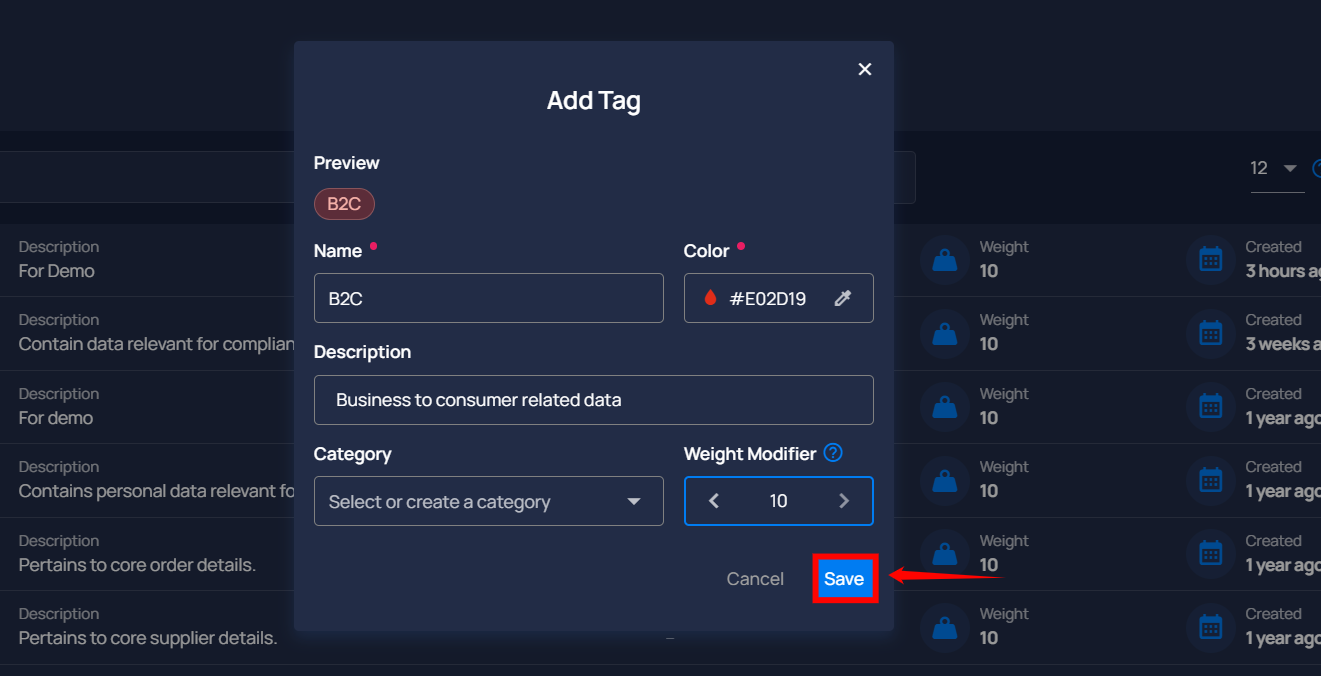 Add Tag
Preview
B2C
Name
Color
B2C
#E02D19
Description
Business to consumer related data
Category
Weight Modifier ?
Select or create a category
10
Cancel
Save
12
Description
For Demo
Weight
10
Created
3 hours
Description
Contain data relevant for
Weight
10
Created
3 weeks
Description
For demo
Weight
10
Created
1 year ago
Description
Contains personal data relevant
Weight
10
Created
1 year ago
Description
Pertains to core order details.
Weight
10
Created
1 year ago
Description
Pertains to core supplier details.
–
Weight
10
Created
1 year ago